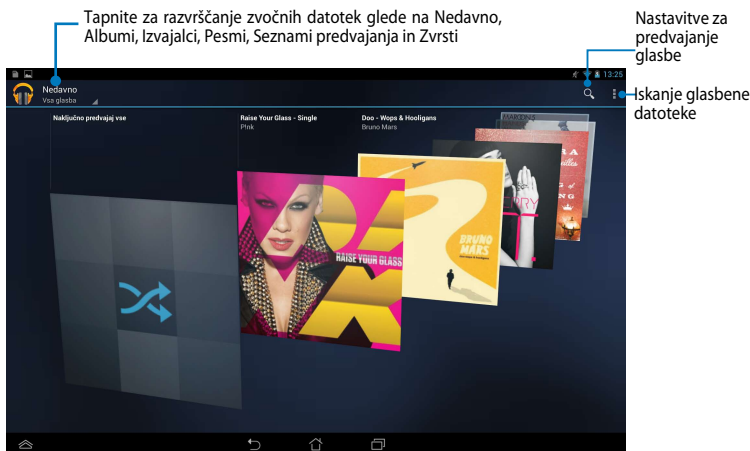 Tapnite za razvrščanje zvočnih datotek glede na Nedavno,
Albumi, Izvajalci, Pesmi, Seznami predvajanja in Zvrsti
Nastavitve za
predvajanje
glasbe
13:25
Nedavno
Vsa glasba
Iskanje glasbene
datoteke
Naključno predvajaj vse
Raise Your Glass - Single
P!nk
Doo - Wops & Hooligans
Bruno Mars
RAISE YOUR GLASS
BRUNO
MARS